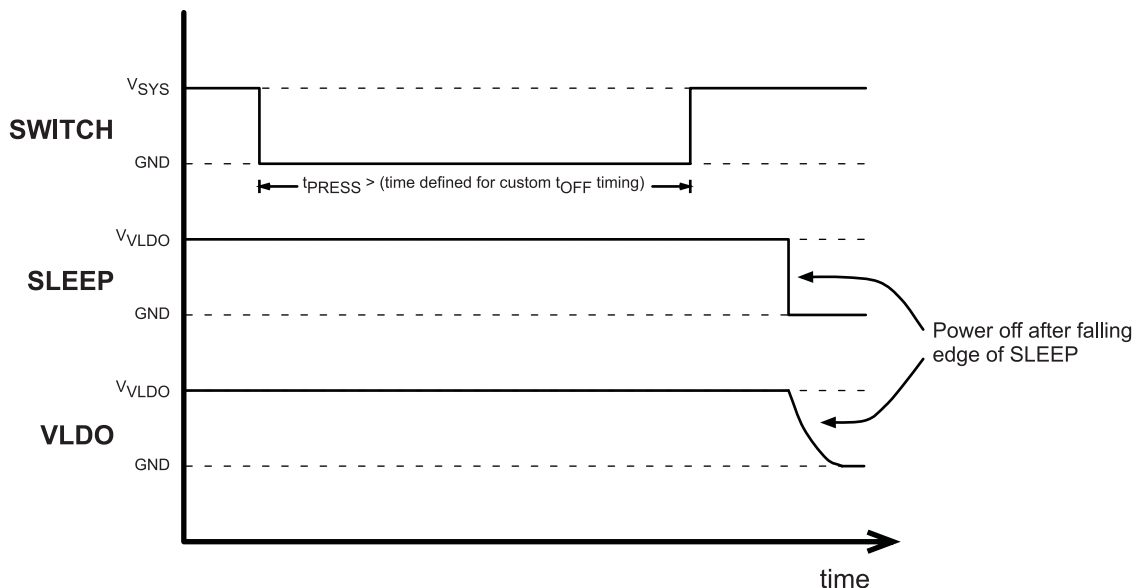 VSYS
SWITCH
GND
tPRESS > (time defined for custom tOFF timing)
VVLDO
SLEEP
GND
Power off after falling
edge of SLEEP
VVLDO
VLDO
GND
time